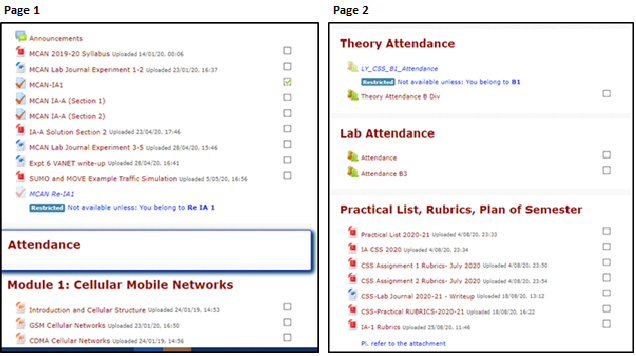 Page 1
Announcements
MCAN 2019-20 Syllabus Uploaded 14/01/20, 00:06
MCAN Lab Journal Experiment 1-2 Uploaded 23/01/20, 16:37
MCAN-IA1
MCAN IA-A (Section 1)
MCAN IA-A (Section 2)
IA-A Solution Section 2 Uploaded 23/04/20, 17:46
MCAN Lab Journal Experiment 3-5 Uploaded 28/04/20, 15:46
Expt 6 VANET write-up Uploaded 28/04/20, 16:41
SUMO and MOVE Example Traffic Simulation Uploaded 5/05/20, 16:56
MCAN Re-IA1
Restricted Not available unless: You belong to Re IA 1
Attendance
Module 1: Cellular Mobile Networks
Introduction and Cellular Structure Uploaded 24/01/19, 14:53
GSM Cellular Networks Uploaded 23/01/20, 16:50
CDMA Cellular Networks Uploaded 24/01/19, 14:53
Page 2
Theory Attendance
LY_CSS_B1_Attendance
Restricted Not available unless: You belong to B1
Theory Attendance B Div
Lab Attendance
Attendance
Attendance B3
Practical List, Rubrics, Plan of Semester
Practical List 2020-21 Uploaded 4/08/20, 23:33
IA CSS 2020 Uploaded 4/08/20, 23:34
CSS Assignment 1 Rubrics- July 2020 Uploaded 4/08/20, 23:50
CSS Assignment 2 Rubrics- July 2020 Uploaded 4/08/20, 23:54
CSS-Lab Journal 2020-21 - Writeup Uploaded 18/08/20, 13:12
CSS=Practical RUIBRICS-2020-21 Uploaded 18/08/20, 16:22
IA-1 Rubrics Uploaded 29/08/20, 11:46
Pl. refer to the attachment